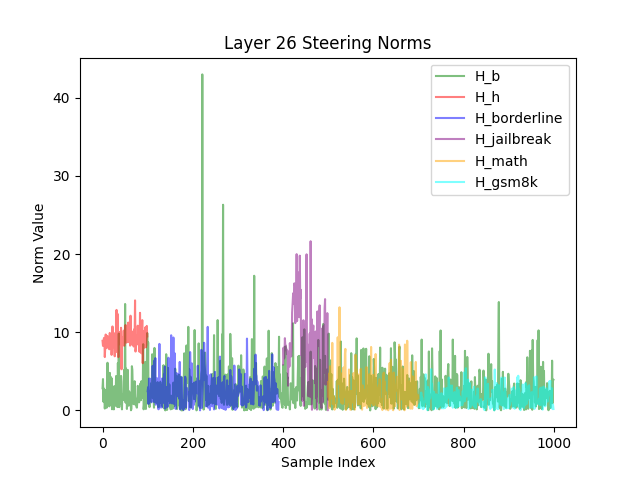 Layer 26 Steering Norms
H_b
H_h
H_borderline
H_jailbreak
H_math
H_gsm8k
Norm Value
40
30
20
10
0
0
200
400
600
800
1000
Sample Index